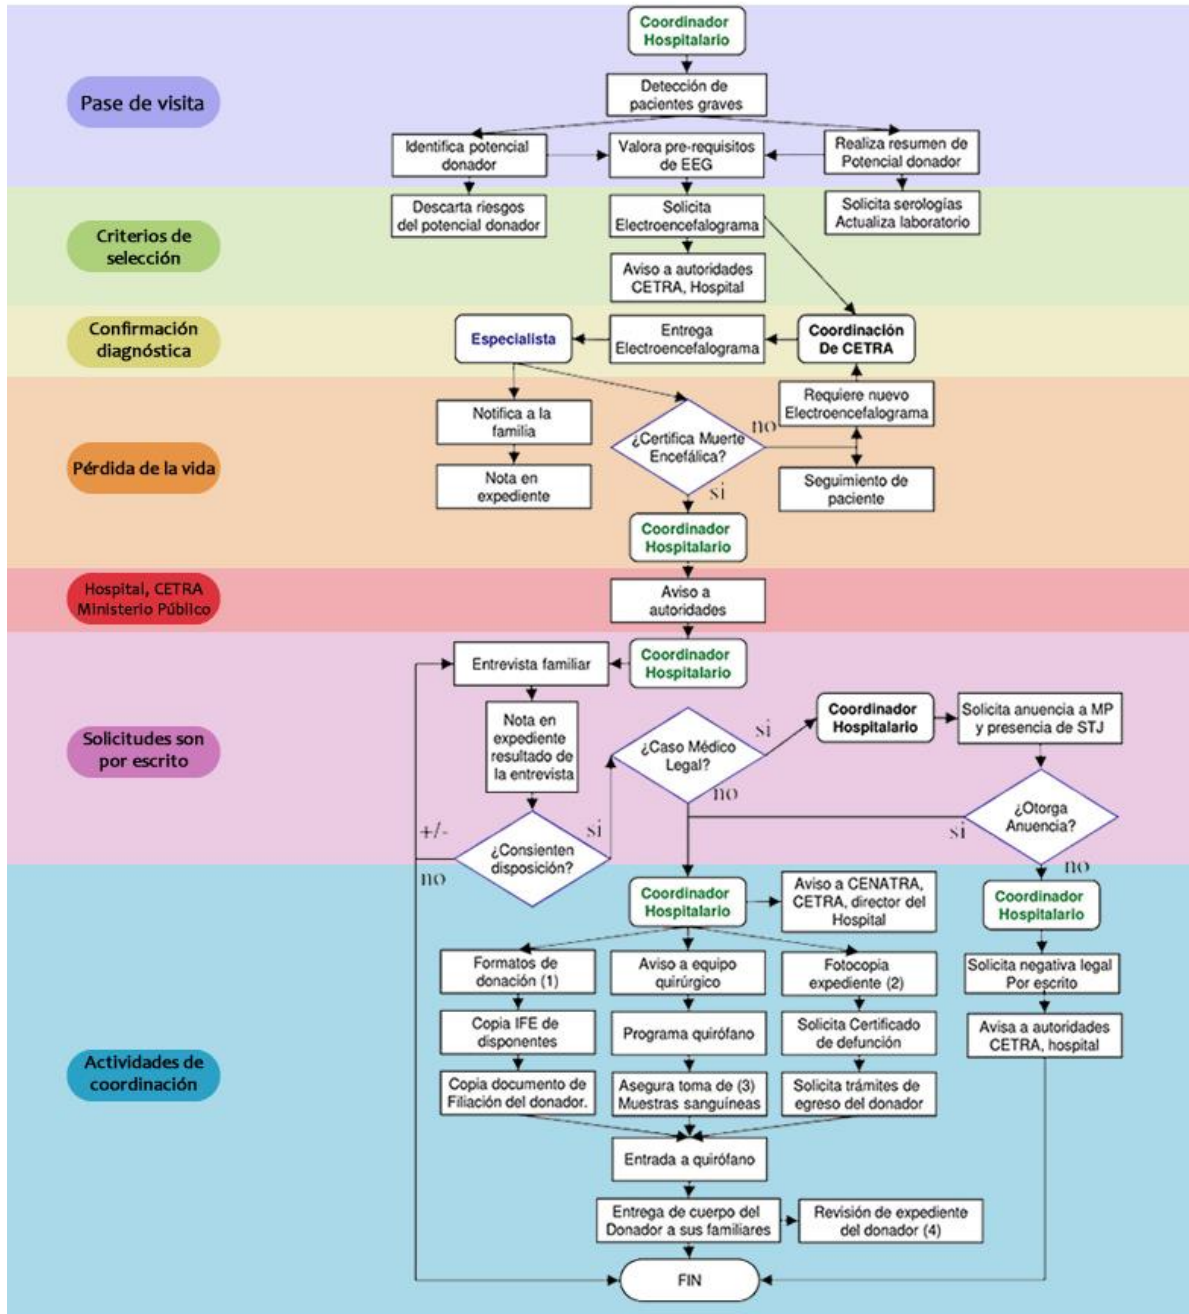 Coordinador
Hospitalario
Pase de visita
Detección de
pacientes graves
Identifica potencial
donador
Valora pre-requisitos
de EEG
Realiza resumen de
Potencial donador
Criterios de
selección
Descarta riesgos
del potencial donador
Solicita
Electroencefalograma
Solicita serologías
Actualiza laboratorio
Aviso a autoridades
CETRA, Hospital
Confirmación
diagnóstica
Especialista
Entrega
Electroencefalograma
Coordinación
De CETRA
Pérdida de la vida
Notifica a la
familia
Nota en
expediente
¿Certifica Muerte
Encefálica?
no
si
Requiere nuevo
Electroencefalograma
Seguimiento de
paciente
Coordinador
Hospitalario
Hospital, CETRA
Ministerio Público
Aviso a
autoridades
Solicitudes son
por escrito
Entrevista familiar
Coordinador
Hospitalario
Nota en
expediente
resultado de
la entrevista
¿Caso Médico
Legal?
si
no
Coordinador
Hospitalario
Solicita anuencia a MP
y presencia de STJ
¿Otorga
Anuencia?
si
no
+/-
no
¿Consienten
disposición?
si
Actividades de
coordinación
Coordinador
Hospitalario
Aviso a CENATRA,
CETRA, director del
Hospital
Coordinador
Hospitalario
Formatos de
donación (1)
Aviso a equipo
quirúrgico
Fotocopia
expediente (2)
Solicita negativa legal
Por escrito
Copia IFE de
disponentes
Programa quirófano
Solicita Certificado
de defunción
Avisa a autoridades
CETRA, hospital
Copia documento de
Filiación del donador.
Asegura toma de (3)
Muestras sanguíneas
Solicita trámites de
egreso del donador
Entrada a quirófano
Entrega de cuerpo del
Donador a sus familiares
Revisión de expediente
del donador (4)
FIN